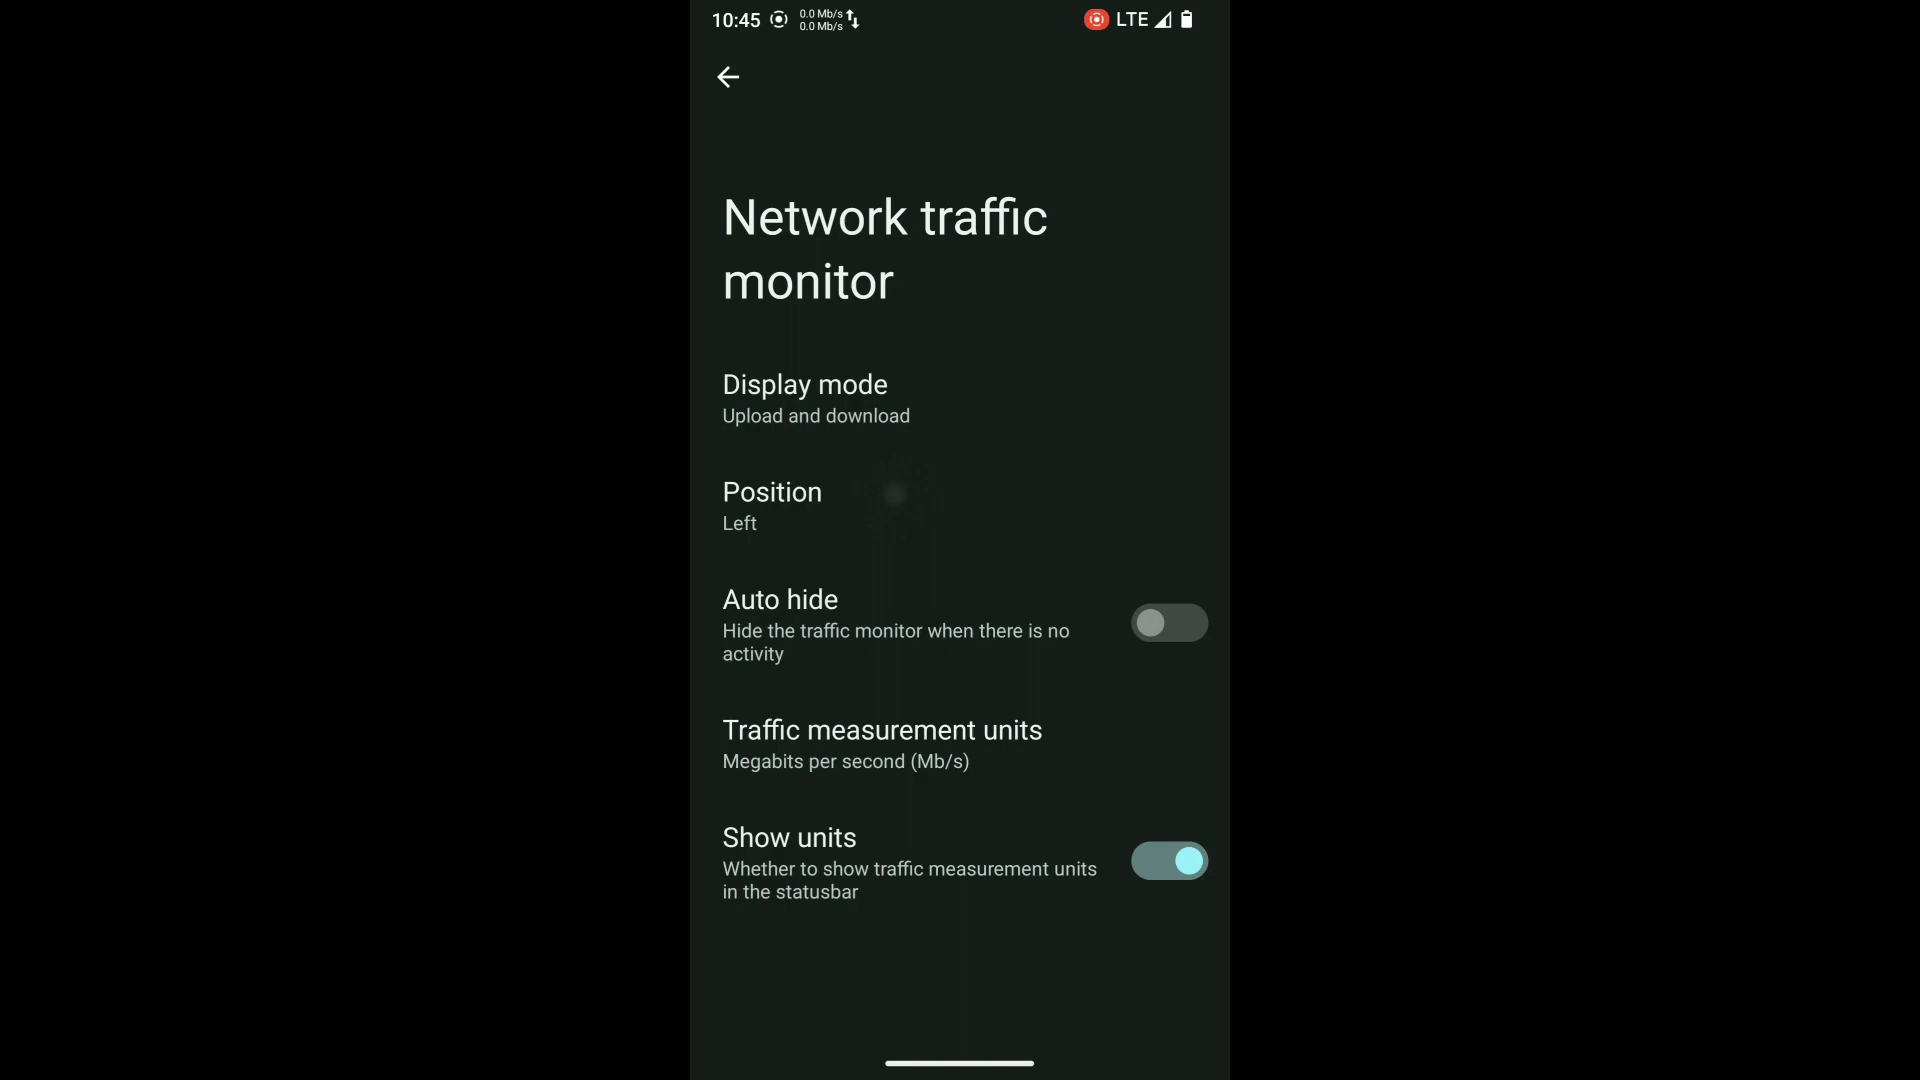 10:45 0.0 Mb/s LTE
0.0 Mb/s
Network traffic
monitor
Display mode
Upload and download
Position
Left
Auto hide
Hide the traffic monitor when there is no
activity
Traffic measurement units
Megabits per second (Mb/s)
Show units
Whether to show traffic measurement units
in the statusbar